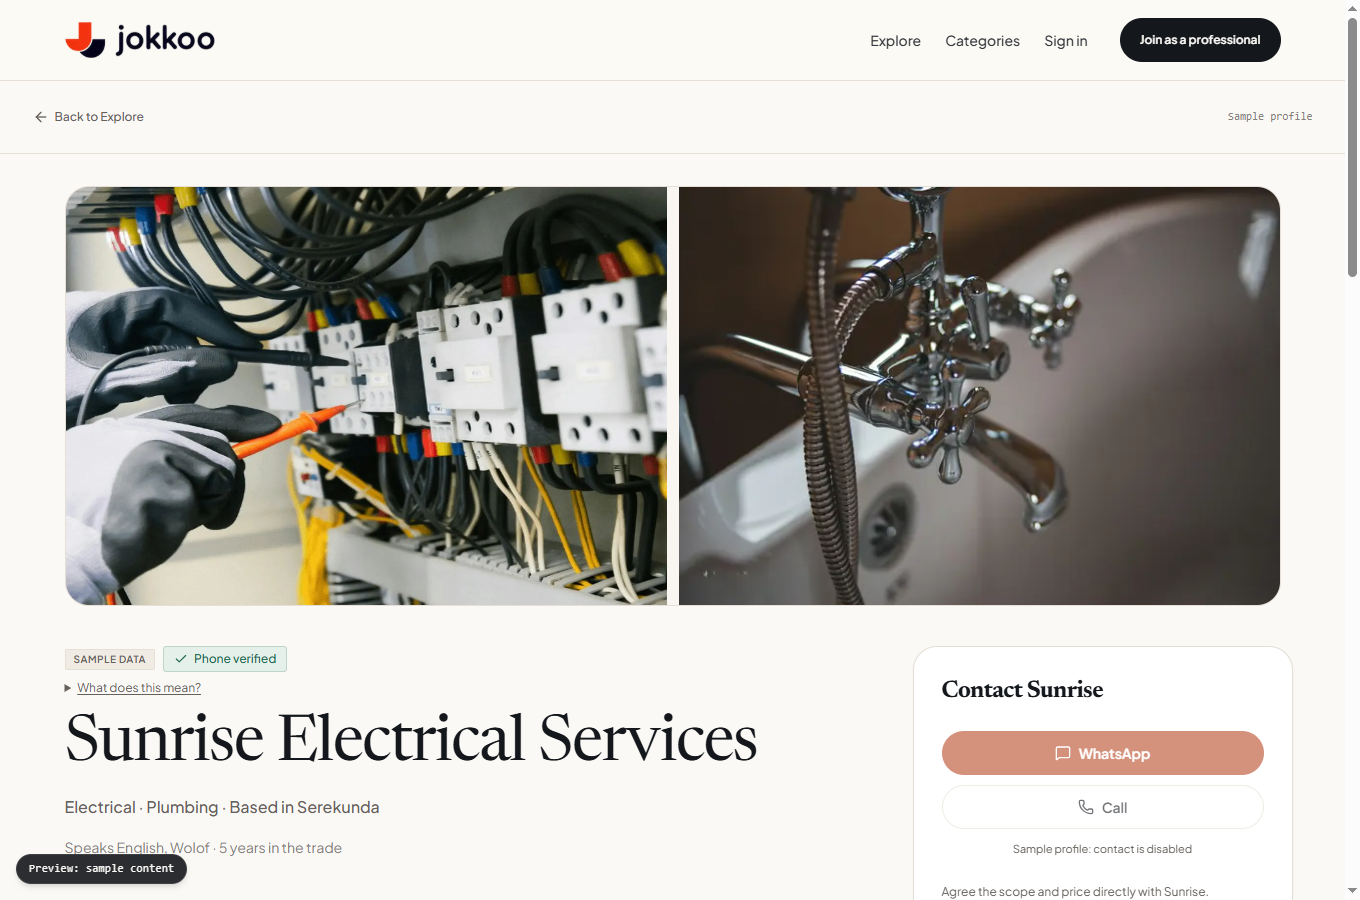 jokkoo
Explore
Categories
Sign in
Join as a professional
Back to Explore
Sample profile
SAMPLE DATA
Phone verified
What does this mean?
Sunrise Electrical Services
Electrical · Plumbing · Based in Serekunda
Speaks English, Wolof · 5 years in the trade
Preview: sample content
Contact Sunrise
WhatsApp
Call
Sample profile: contact is disabled
Agree the scope and price directly with Sunrise.